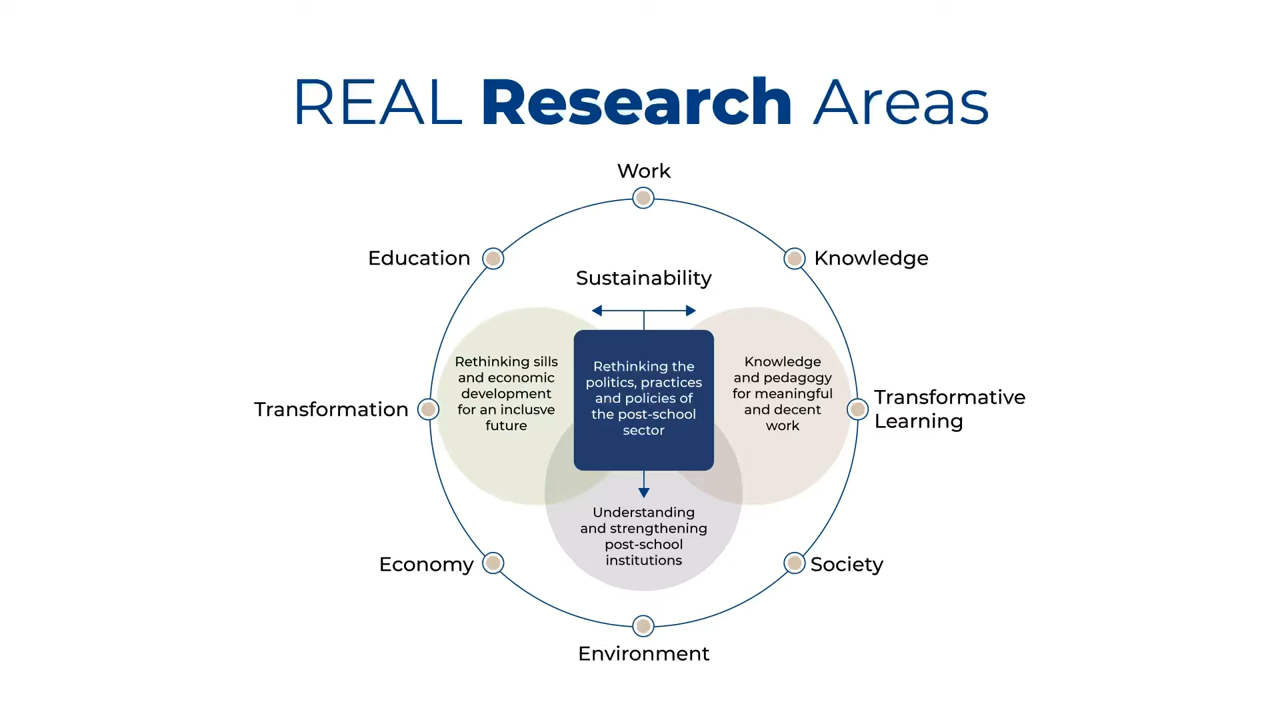 REAL Research Areas
Work
Education
Knowledge
Sustainability
Rethinking sills
and economic
development
for an inclusve
future
Rethinking the
politics, practices
and policies of
the post-school
sector
Knowledge
and pedagogy
for meaningful
and decent
work
Transformation
Transformative
Learning
Understanding
and strengthening
post-school
institutions
Economy
Society
Environment